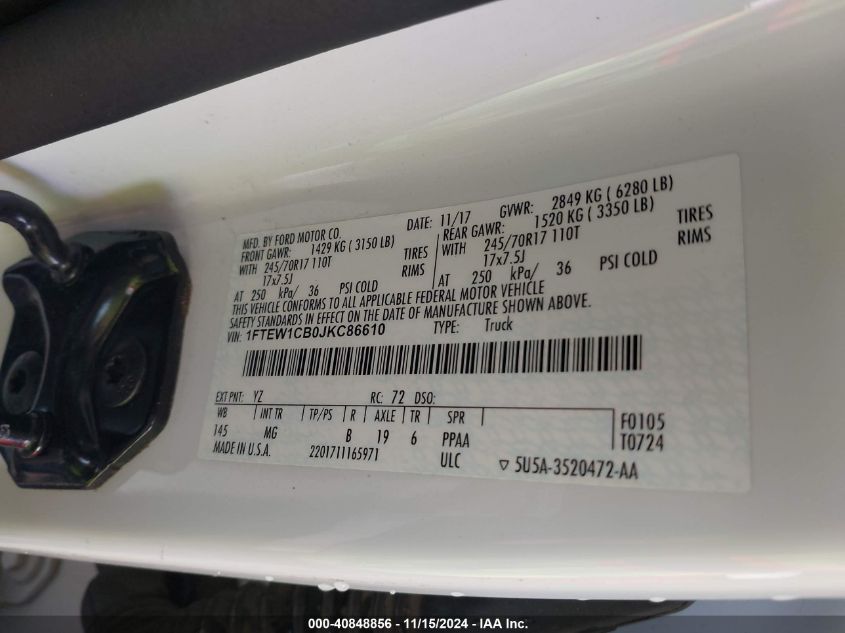 MFD. BY FORD MOTOR CO. DATE: 11/17 GVWR: 2849 KG ( 6280 LB)
FRONT GAWR: 1429 KG ( 3150 LB) REAR GAWR: 1520 KG ( 3350 LB)
WITH 245/70R17 110T TIRES WITH 245/70R17 110T TIRES
17x7.5J RIMS 17x7.5J RIMS
AT 250 kPa/ 36 PSI COLD AT 250 kPa/ 36 PSI COLD
THIS VEHICLE CONFORMS TO ALL APPLICABLE FEDERAL MOTOR VEHICLE
SAFETY STANDARDS IN EFFECT ON THE DATE OF MANUFACTURE SHOWN ABOVE.
VIN: 1FTEW1CB0JKC86610 TYPE: Truck
EXT PNT: YZ RC: 72 DSO:
WB INT TR TP/PS R AXLE TR SPR F0105
145 MG B 19 6 PPAA T0724
MADE IN U.S.A. 2201711165971 ULC ▽ 5U5A-3520472-AA
000-40848856 - 11/15/2024 - IAA Inc.